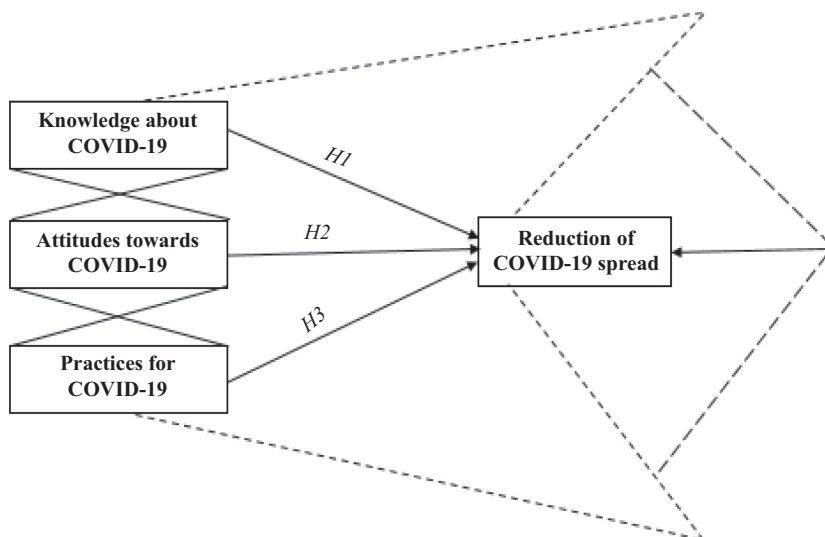 Knowledge about
COVID-19
H1
Attitudes towards
COVID-19
H2
Reduction of
COVID-19 spread
H3
Practices for
COVID-19